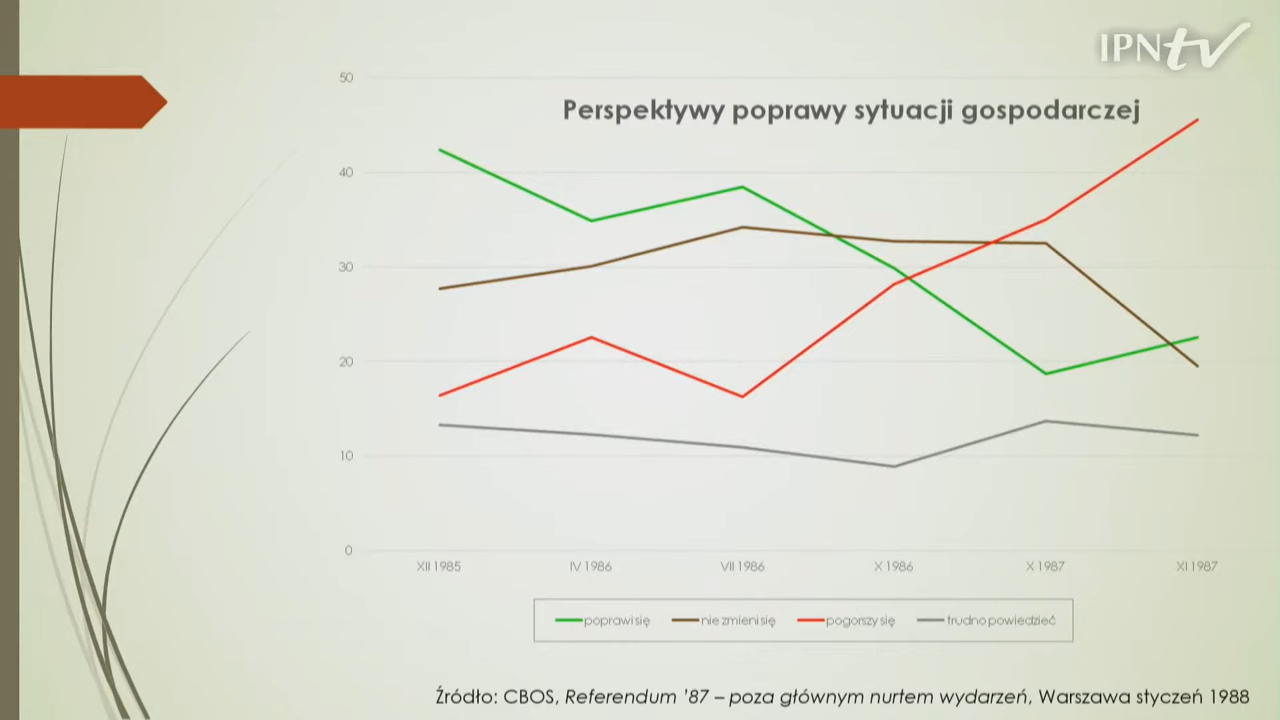 IPNtv
Perspektywy poprawy sytuacji gospodarczej
50
40
30
20
10
0
XII 1985 IV 1986 VII 1986 X 1986 X 1987 XI 1987
poprawi się nie zmieni się pogorszy się trudno powiedzieć
Źródło: CBOS, Referendum '87 – poza głównym nurtem wydarzeń, Warszawa styczeń 1988